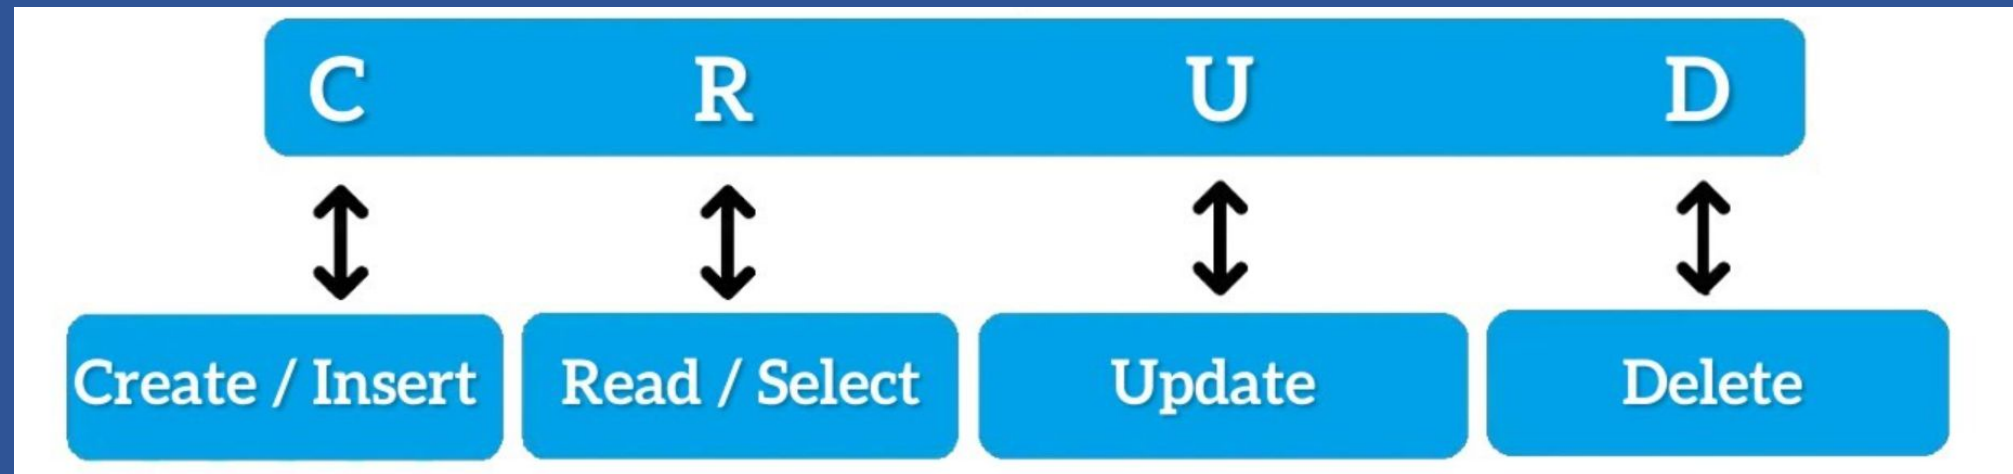 C R U D
Create / Insert Read / Select Update Delete